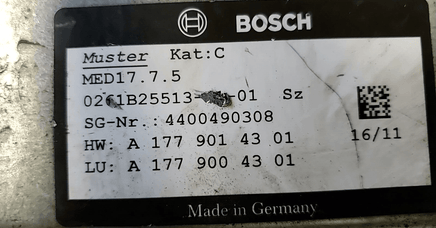 BOSCH
Muster Kat:C
MED17.7.5
0261B25513- -01 Sz
SG-Nr.:4400490308
HW: A 177 901 43 01
16/11
LU: A 177 900 43 01
Made in Germany